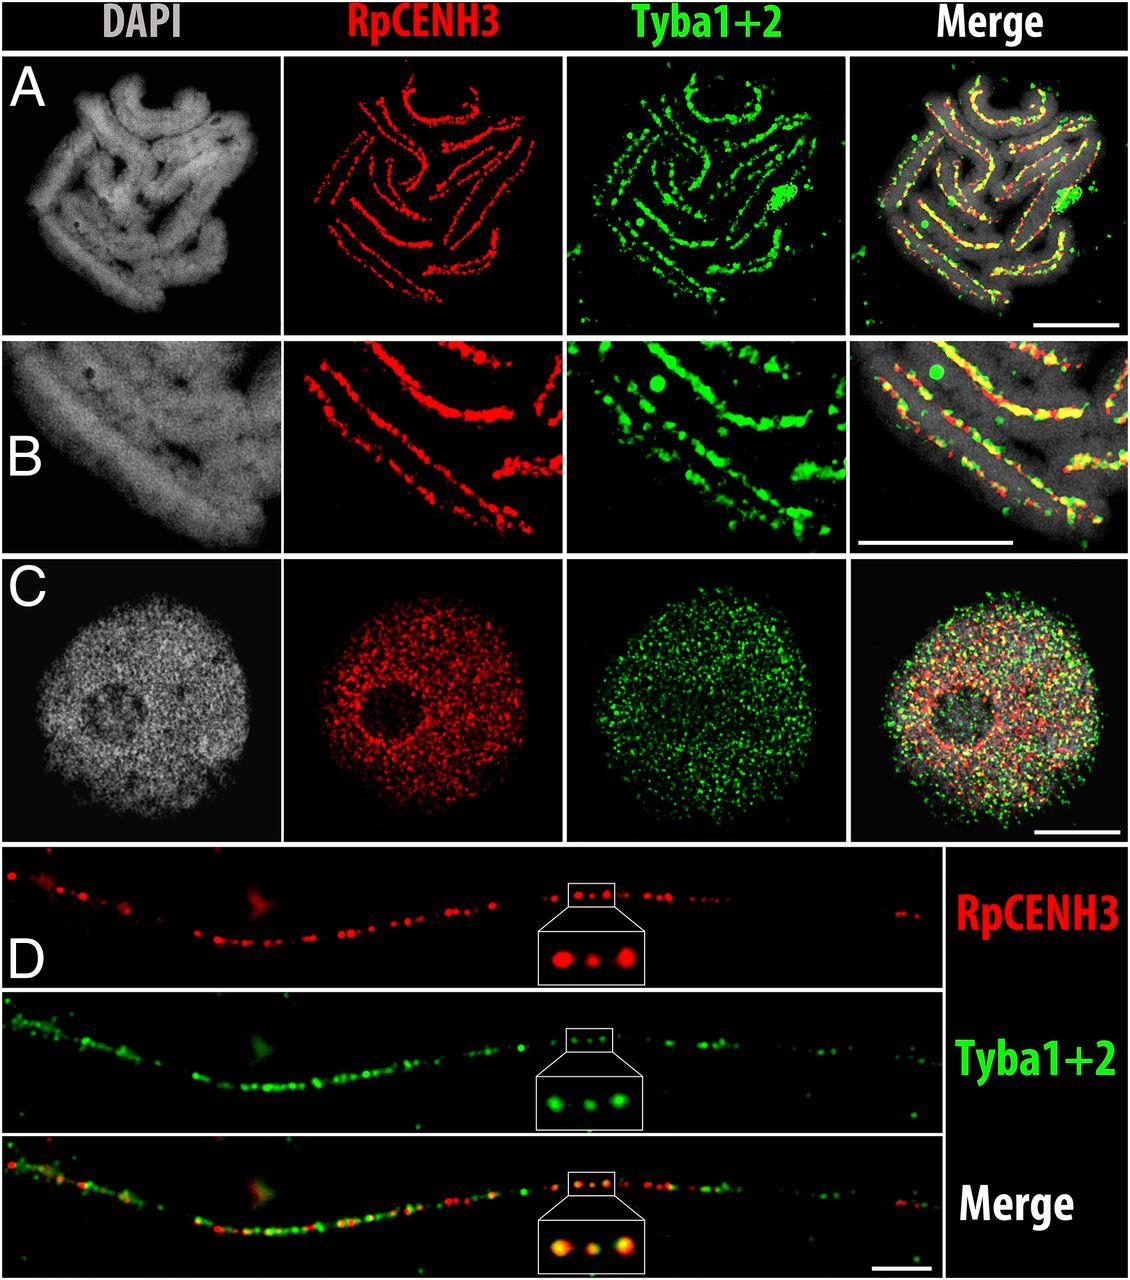 DAPI RpCENH3 Tyba1+2 Merge
A
B
C
D
RpCENH3
Tyba1+2
Merge